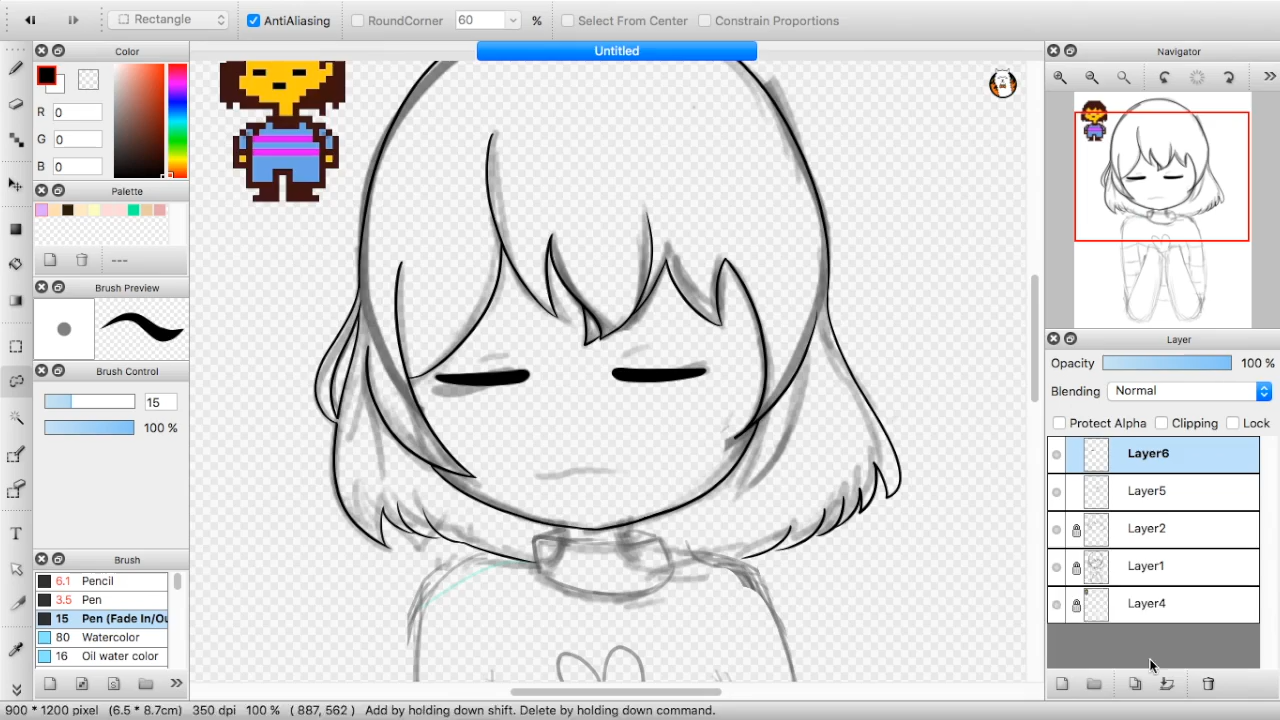 Rectangle
AntiAliasing
RoundCorner
60
%
Select From Center
Constrain Proportions
Color
Untitled
Navigator
R 0
G 0
B 0
Palette
---
Brush Preview
Brush Control
15
100 %
Brush
6.1 Pencil
3.5 Pen
15 Pen (Fade In/Ou
80 Watercolor
16 Oil water color
Layer
Opacity 100 %
Blending Normal
Protect Alpha Clipping Lock
Layer6
Layer5
Layer2
Layer1
Layer4
900 * 1200 pixel (6.5 * 8.7cm) 350 dpi 100 % ( 887, 562 ) Add by holding down shift. Delete by holding down command.